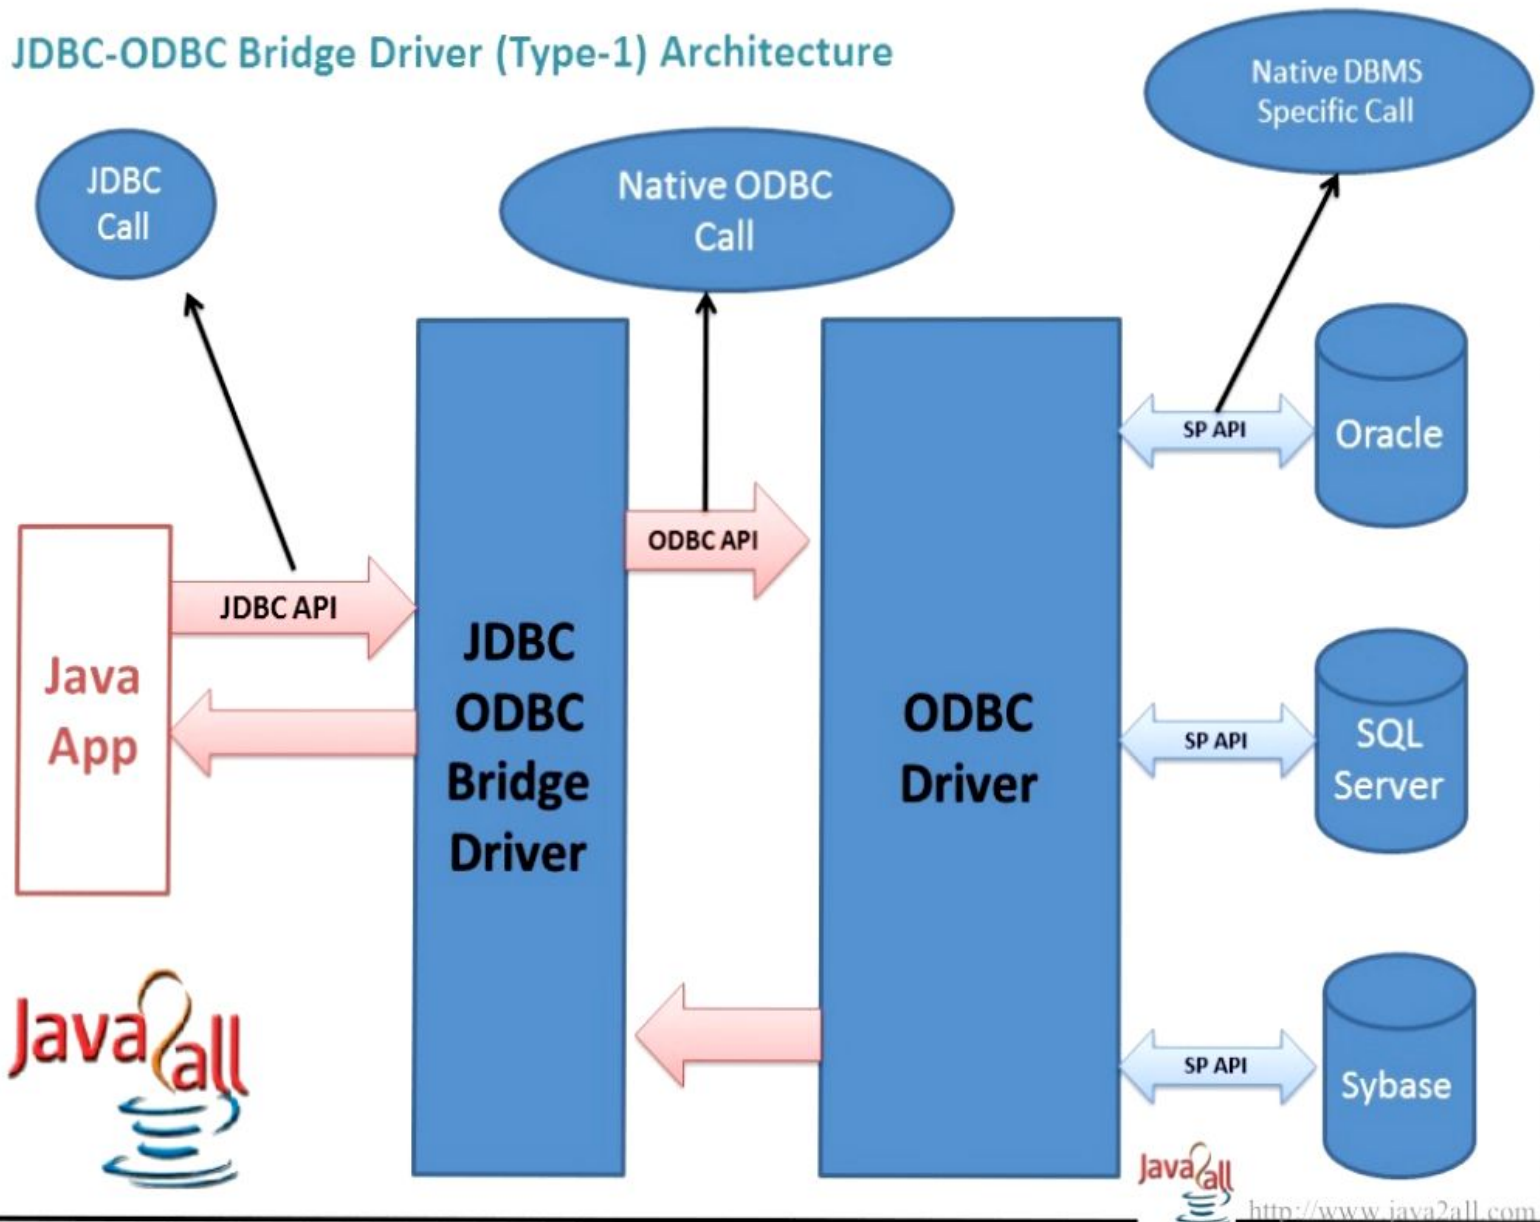 JDBC-ODBC Bridge Driver (Type-1) Architecture
Native DBMS
Specific Call
JDBC
Call
Native ODBC
Call
SP API
Oracle
ODBC API
JDBC API
Java
App
JDBC
ODBC
Bridge
Driver
ODBC
Driver
SP API
SQL
Server
SP API
Sybase
Java2all
Java2all
http://www.java2all.com